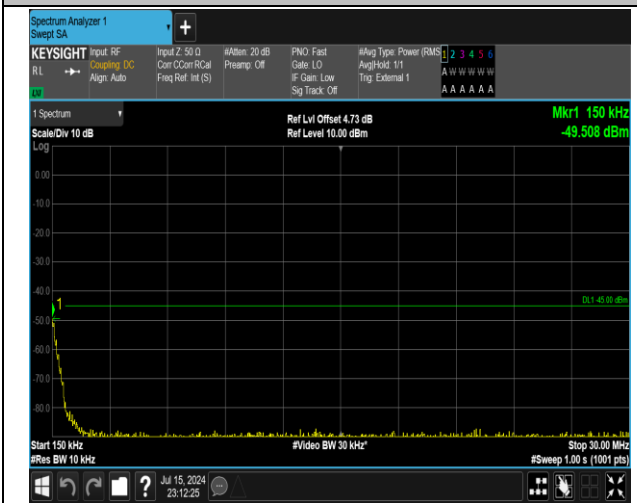 Spectrum Analyzer 1
Swept SA
+
KEYSIGHT
RL
Input: RF
Coupling: DC
Align: Auto
Input Z: 50 Ω
Corr CCorr RCal
Freq Ref: Int (S)
#Atten: 20 dB
Preamp: Off
PNO: Fast
Gate: LO
IF Gain: Low
Sig Track: Off
#Avg Type: Power (RMS
Avg|Hold: 1/1
Trig: External 1
1 2 3 4 5 6
A W W W W W
A A A A A A
1 Spectrum
Scale/Div 10 dB
Ref Lvl Offset 4.73 dB
Ref Level 10.00 dBm
Mkr1 150 kHz
-49.508 dBm
Log
0.00
-10.0
-20.0
-30.0
-40.0
-50.0
-60.0
-70.0
-80.0
1
DL1 -45.00 dBm
Start 150 kHz
#Res BW 10 kHz
#Video BW 30 kHz*
Stop 30.00 MHz
#Sweep 1.00 s (1001 pts)
?
Jul 15, 2024
23:12:25